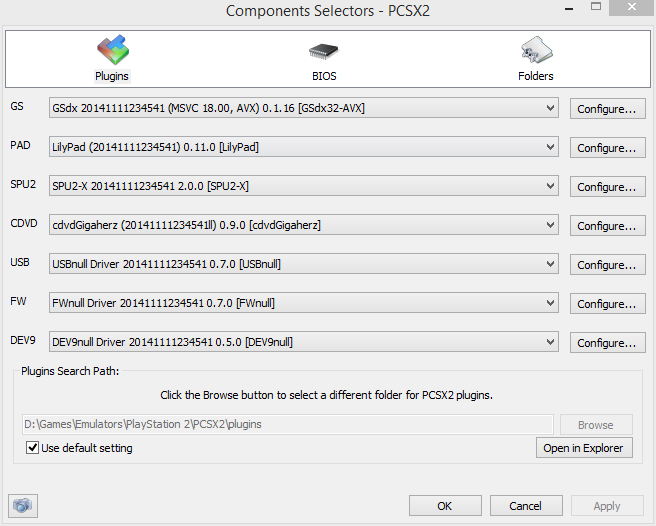 Components Selectors - PCSX2
Plugins
BIOS
Folders
GS
GSdx 20141111234541 (MSVC 18.00, AVX) 0.1.16 [GSdx32-AVX]
Configure...
PAD
LilyPad (20141111234541) 0.11.0 [LilyPad]
Configure...
SPU2
SPU2-X 20141111234541 2.0.0 [SPU2-X]
Configure...
CDVD
cdvdGigaherz (20141111234541ll) 0.9.0 [cdvdGigaherz]
Configure...
USB
USBnull Driver 20141111234541 0.7.0 [USBnull]
Configure...
FW
FWnull Driver 20141111234541 0.7.0 [FWnull]
Configure...
DEV9
DEV9null Driver 20141111234541 0.5.0 [DEV9null]
Configure...
Plugins Search Path:
Click the Browse button to select a different folder for PCSX2 plugins.
D:\Games\Emulators\PlayStation 2\PCSX2\plugins
Browse
Use default setting
Open in Explorer
OK
Cancel
Apply